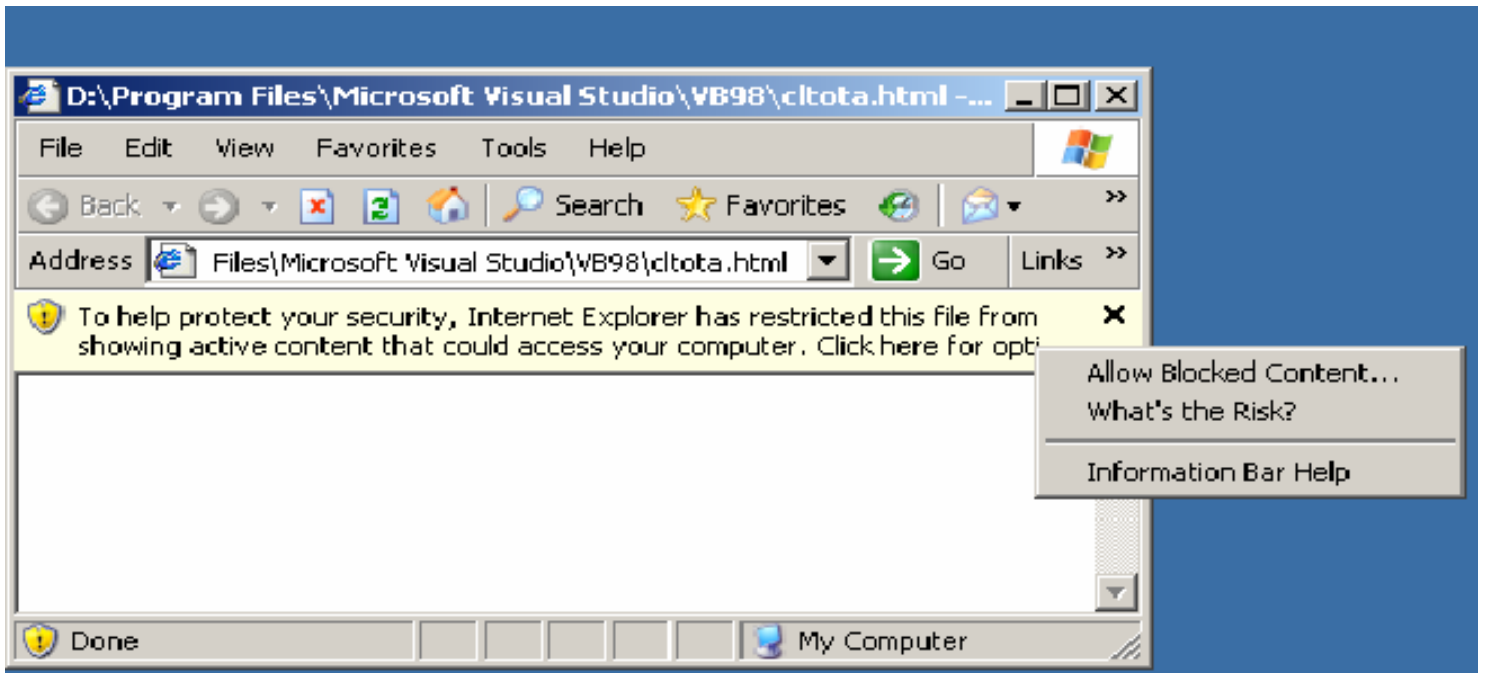 D:\Program Files\Microsoft Visual Studio\VB98\cltota.html -...
File Edit View Favorites Tools Help
Back Search Favorites »
Address Files\Microsoft Visual Studio\VB98\cltota.html Go Links »
To help protect your security, Internet Explorer has restricted this file from
showing active content that could access your computer. Click here for opti
Allow Blocked Content...
What's the Risk?
Information Bar Help
Done My Computer